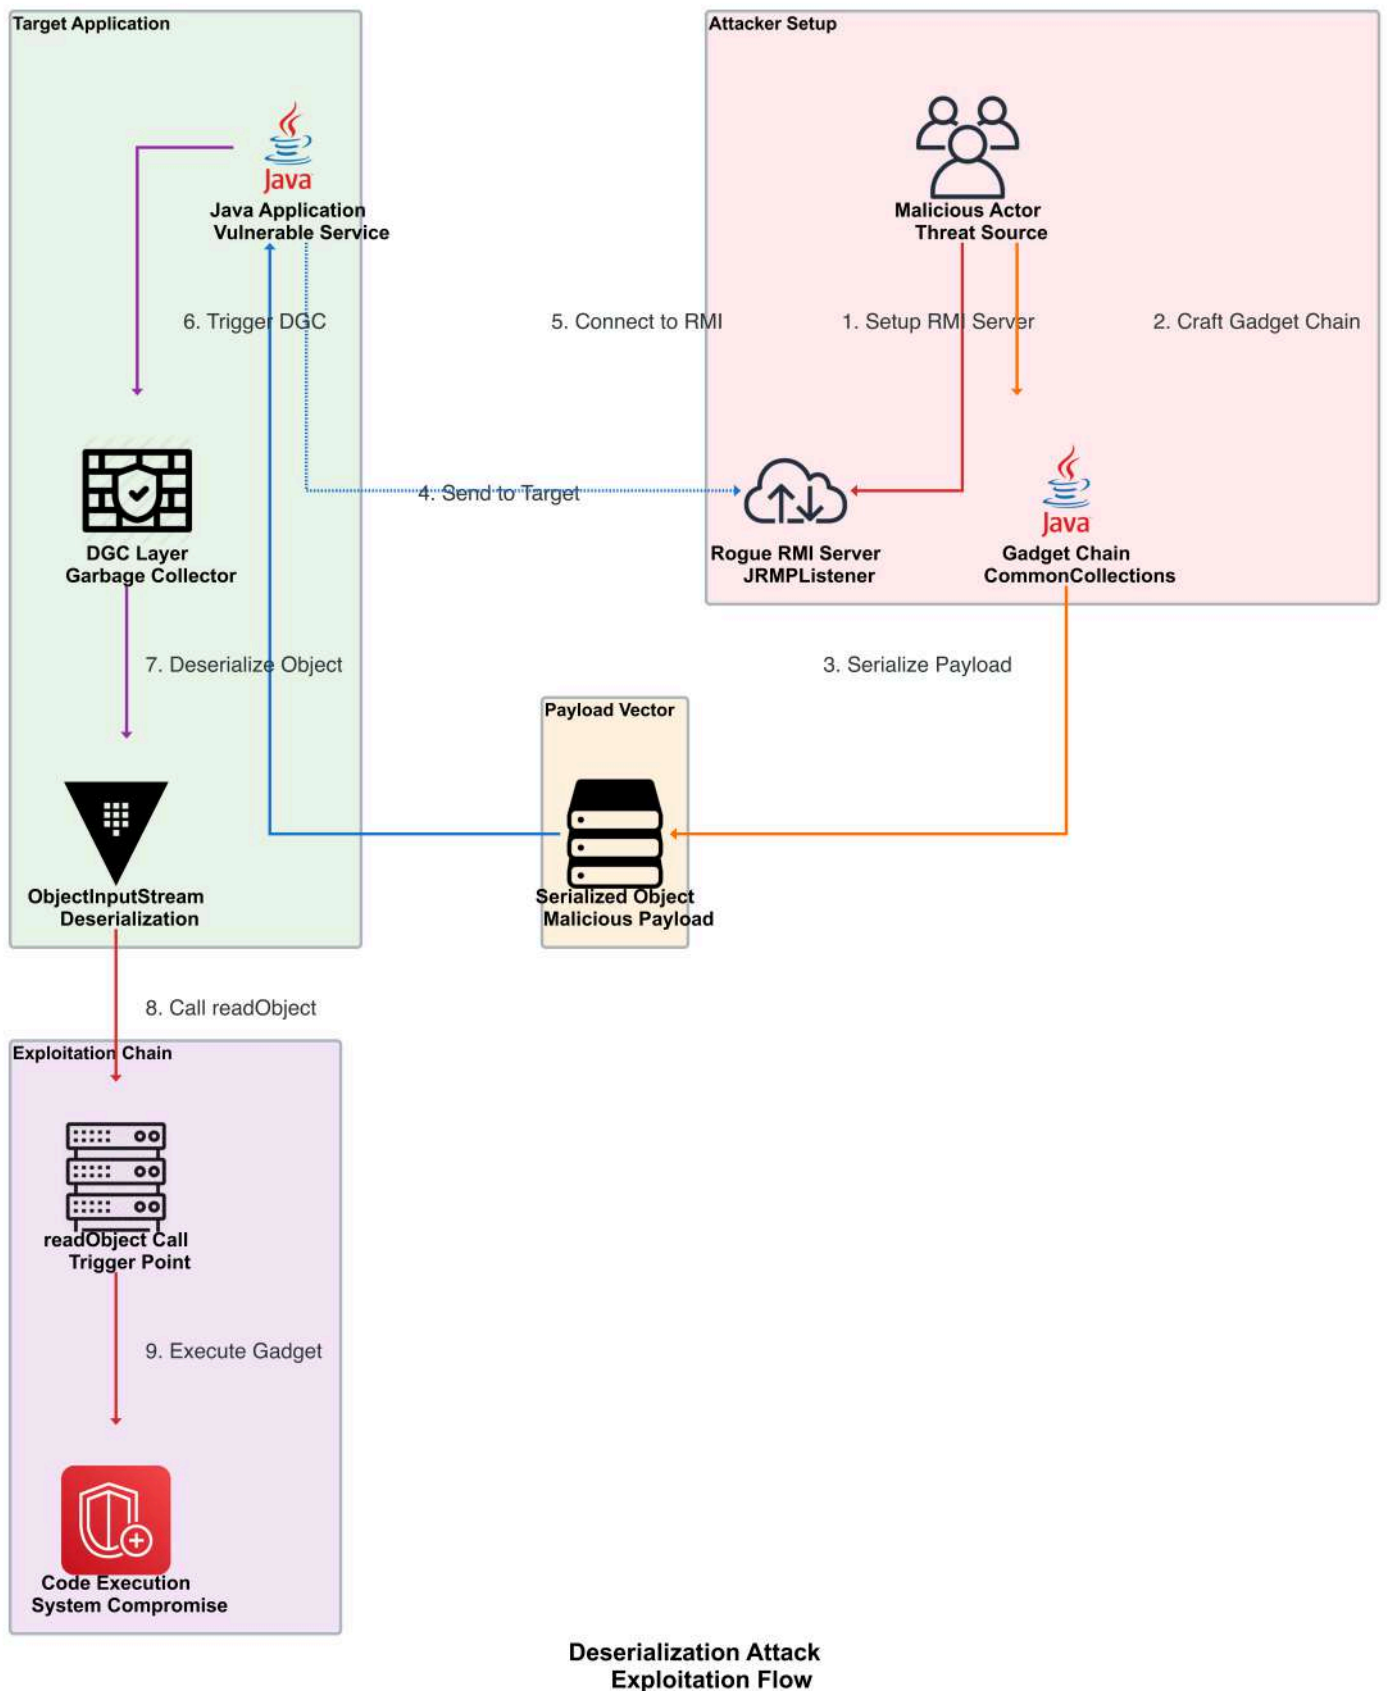 Target Application
Attacker Setup
Java
Java Application
Vulnerable Service
Malicious Actor
Threat Source
6. Trigger DGC
5. Connect to RMI
1. Setup RMI Server
2. Craft Gadget Chain
4. Send to Target
Java
DGC Layer
Garbage Collector
Rogue RMI Server
JRMPListener
Gadget Chain
CommonCollections
7. Deserialize Object
3. Serialize Payload
Payload Vector
ObjectInputStream
Deserialization
Serialized Object
Malicious Payload
8. Call readObject
Exploitation Chain
readObject Call
Trigger Point
9. Execute Gadget
Code Execution
System Compromise
Deserialization Attack
Exploitation Flow